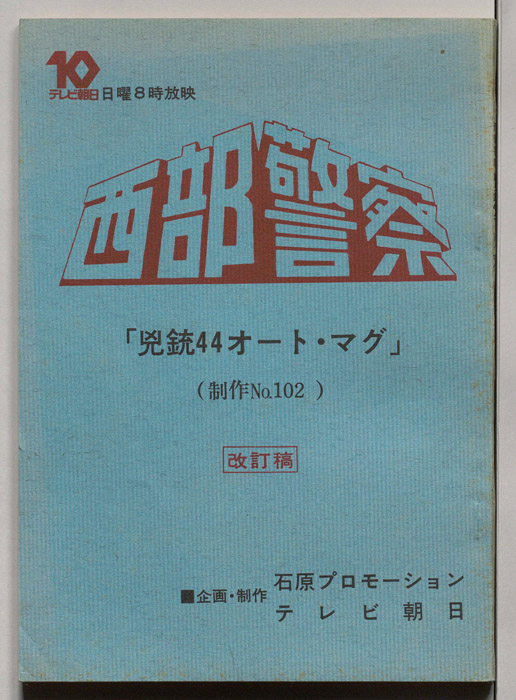 10
テレビ朝日 日曜8時放映
西部警察
「兇銃44オート・マグ」
(制作No.102 )
改訂稿
■企画・制作 石原プロモーション
テレビ朝日